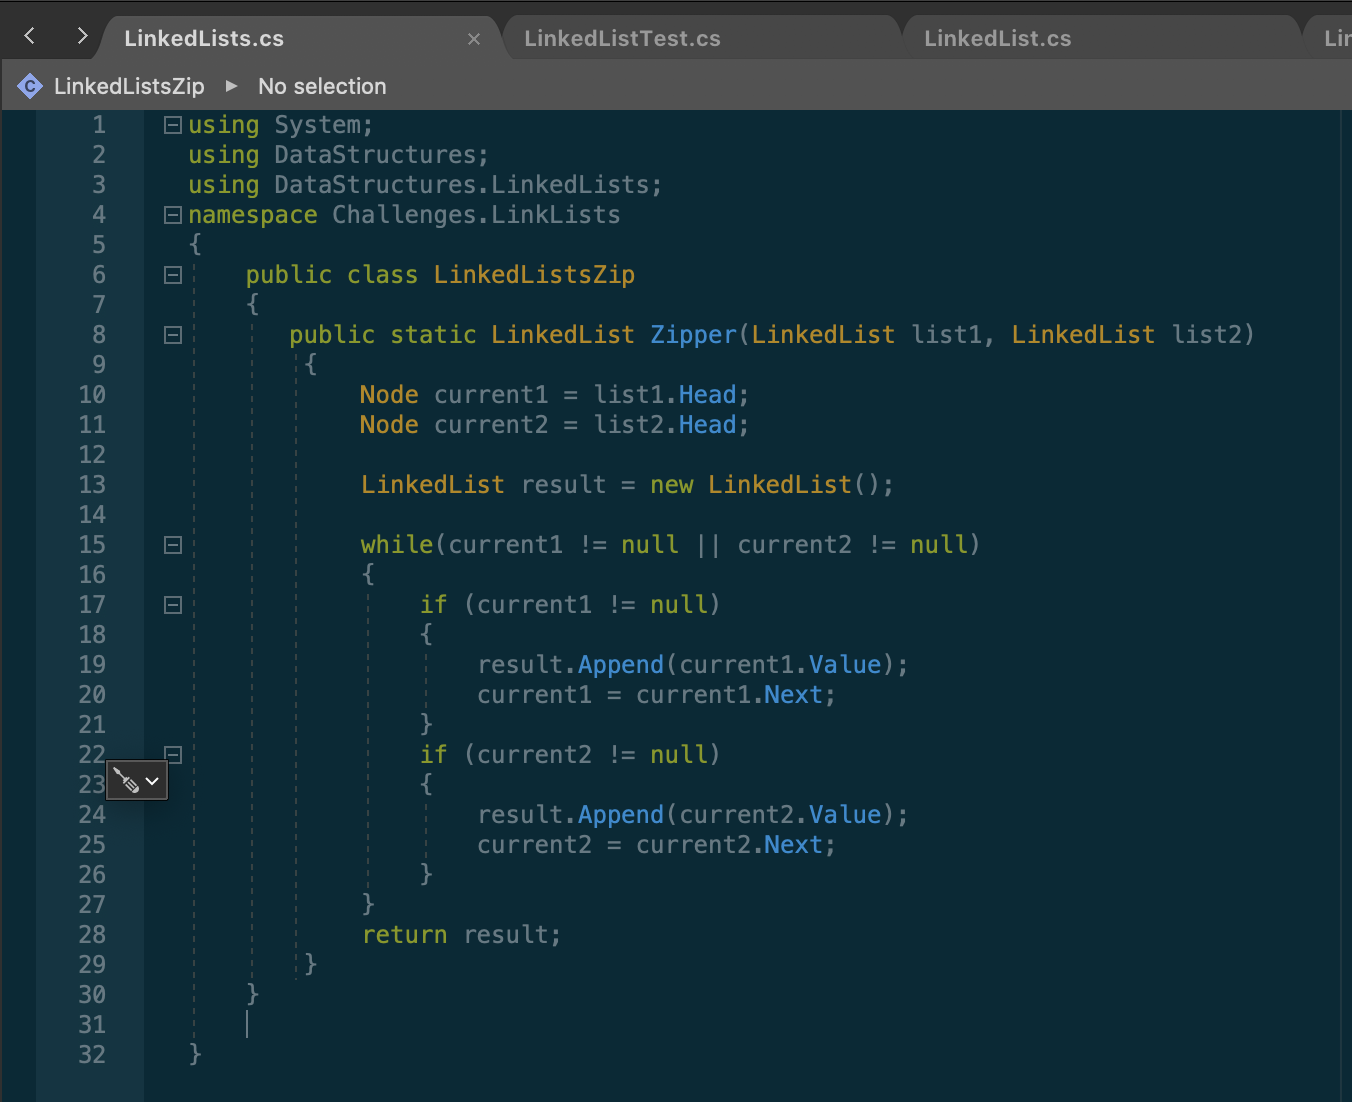 LinkedLists.cs
LinkedListTest.cs
LinkedList.cs
Lir
LinkedListsZip ▶ No selection
1 using System;
2 using DataStructures;
3 using DataStructures.LinkedLists;
4 namespace Challenges.LinkLists
5 {
6 public class LinkedListsZip
7 {
8 public static LinkedList Zipper(LinkedList list1, LinkedList list2)
9 {
10 Node current1 = list1.Head;
11 Node current2 = list2.Head;
12
13 LinkedList result = new LinkedList();
14
15 while(current1 != null || current2 != null)
16 {
17 if (current1 != null)
18 {
19 result.Append(current1.Value);
20 current1 = current1.Next;
21 }
22 if (current2 != null)
23 {
24 result.Append(current2.Value);
25 current2 = current2.Next;
26 }
27 }
28 return result;
29 }
30 }
31
32 }